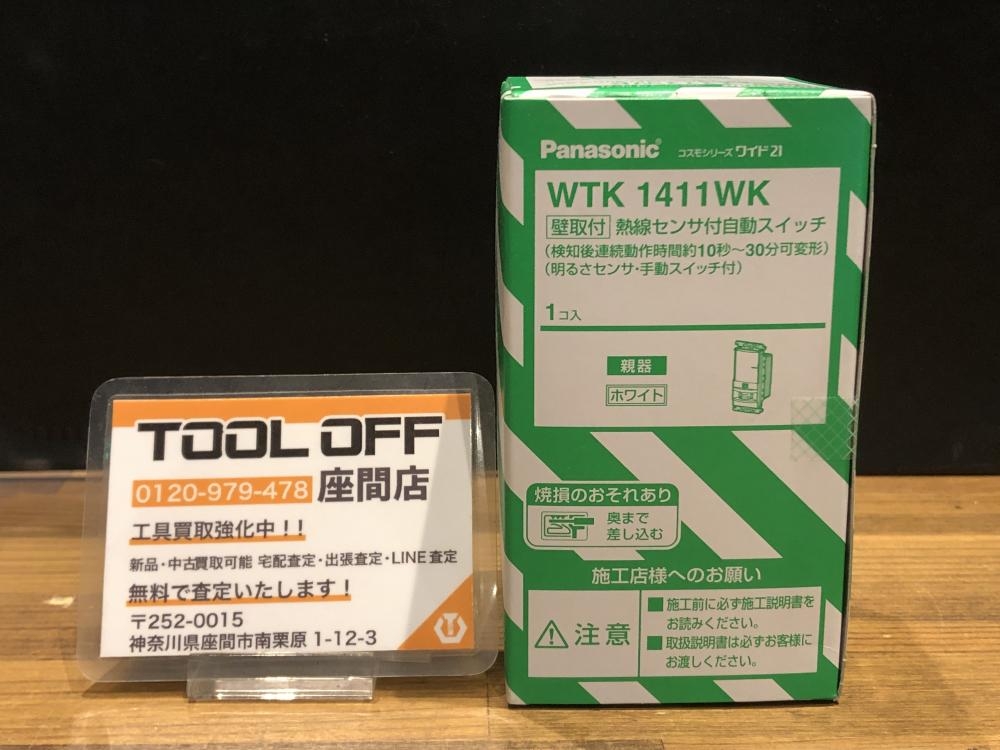 TOOL OFF
0120-979-478 座間店
工具買取強化中!!
新品・中古買取可能 宅配査定・出張査定・LINE査定
無料で査定いたします!
〒252-0015
神奈川県座間市南栗原 1-12-3
Panasonic コスモシリーズ ワイド21
WTK 1411WK
壁取付 熱線センサ付自動スイッチ
(検知後連続動作時間約10秒〜30分可変形)
(明るさセンサ・手動スイッチ付)
1コ入
親器
ホワイト
焼損のおそれあり
奥まで
差し込む
施工店様へのお願い
注意
■施工前に必ず施工説明書を
お読みください。
■取扱説明書は必ずお客様に
お渡しください。